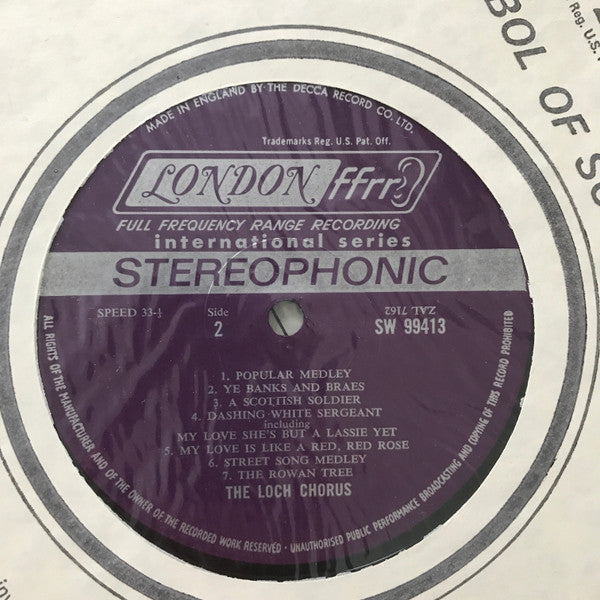 MADE IN ENGLAND BY THE DECCA RECORD CO. LTD.
Trademarks Reg. U.S. Pat. Off.
LONDON ffrr
FULL FREQUENCY RANGE RECORDING
international series
STEREOPHONIC
SPEED 33-⅓
Side
2
ZAL 7162
SW 99413
1. POPULAR MEDLEY
2. YE BANKS AND BRAES
3. A SCOTTISH SOLDIER
4. DASHING WHITE SERGEANT
including
MY LOVE SHE'S BUT A LASSIE YET
5. MY LOVE IS LIKE A RED, RED ROSE
6. STREET SONG MEDLEY
7. THE ROWAN TREE
THE LOCH CHORUS
ALL RIGHTS OF THE MANUFACTURER AND OF THE OWNER OF THE RECORDED WORK RESERVED · UNAUTHORISED PUBLIC PERFORMANCE BROADCASTING AND COPYING OF THIS RECORD PROHIBITED
Reg. U.S.
BOL OF SO